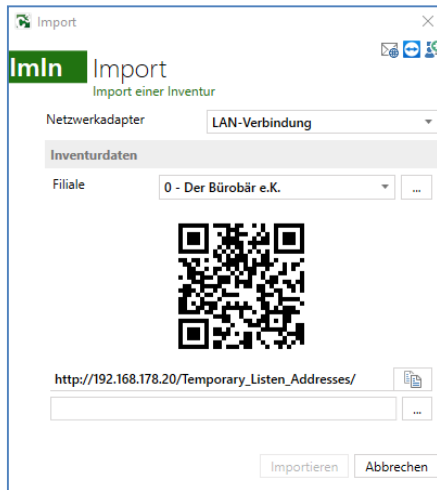 Import
ImIn Import
Import einer Inventur
Netzwerkadapter LAN-Verbindung
Inventurdaten
Filiale 0 - Der Bürobär e.K. ...
http://192.168.178.20/Temporary_Listen_Addresses/
...
Importieren Abbrechen